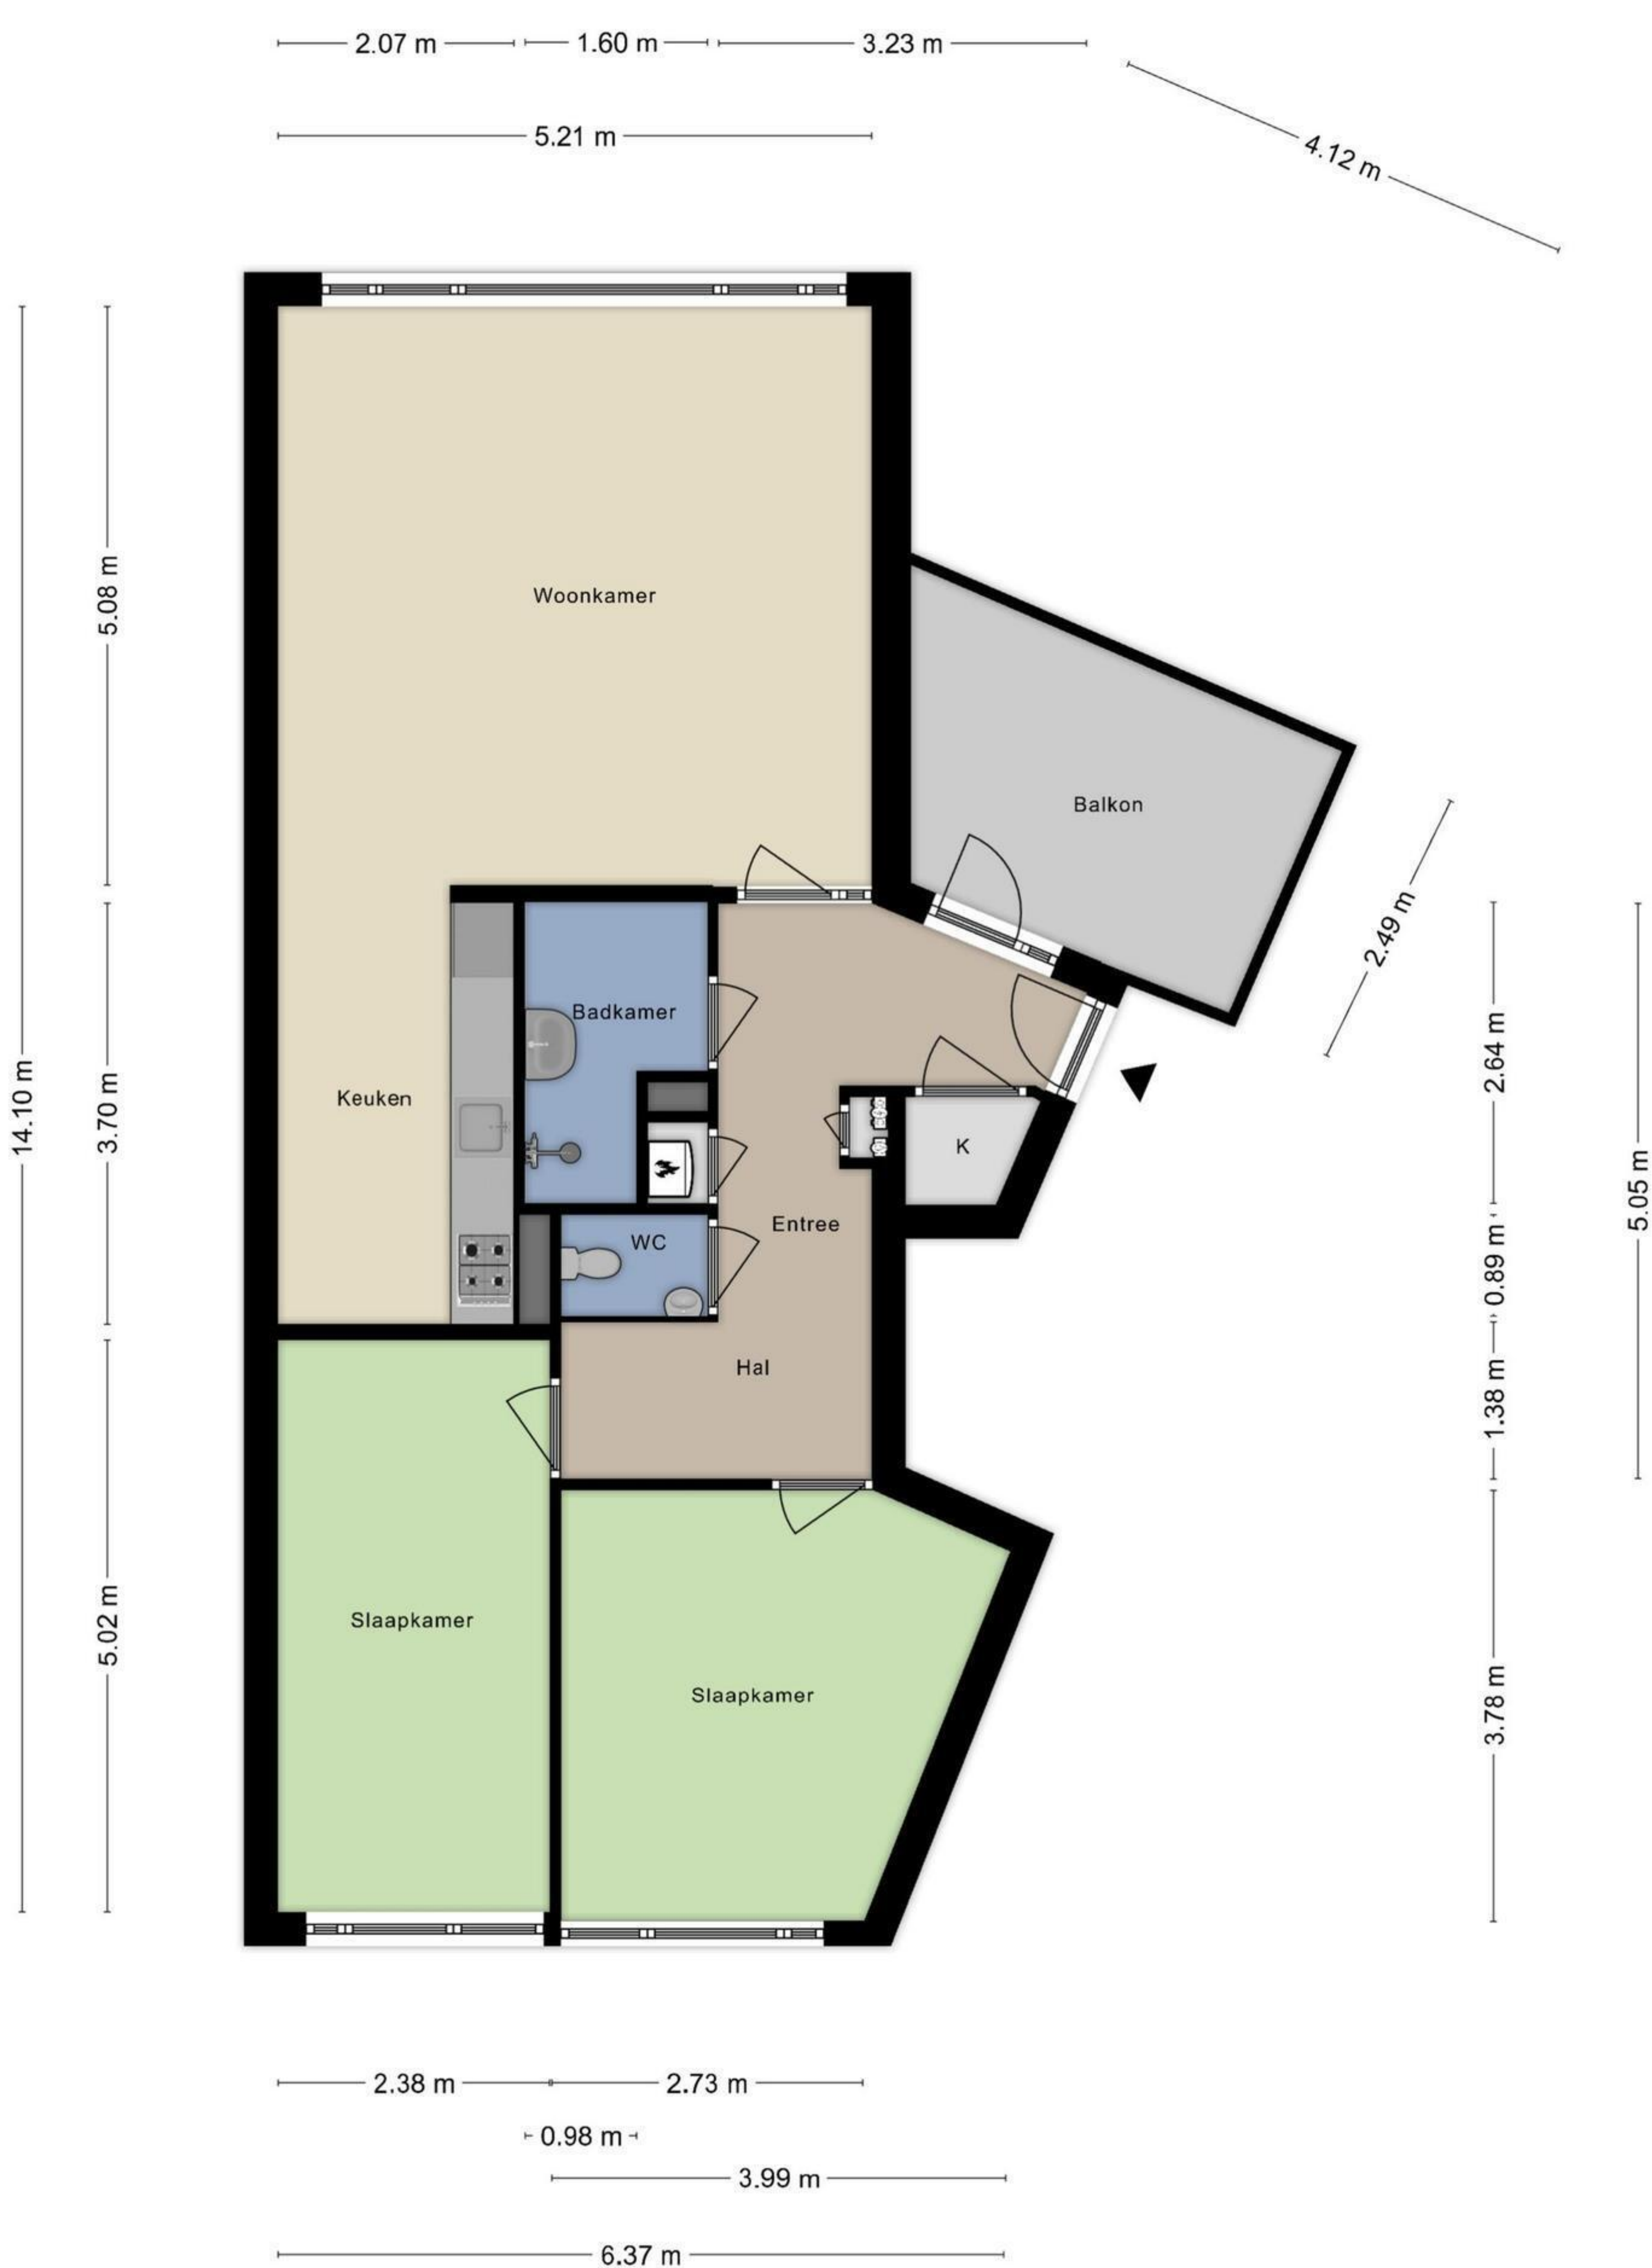 2.07 m
1.60 m
3.23 m
5.21 m
4.12 m
Woonkamer
5.08 m
Balkon
2.49 m
Badkamer
2.64 m
Keuken
14.10 m
3.70 m
K
5.05 m
Entree
WC
0.89 m
Hal
1.38 m
Slaapkamer
5.02 m
Slaapkamer
3.78 m
2.38 m
2.73 m
0.98 m
3.99 m
6.37 m